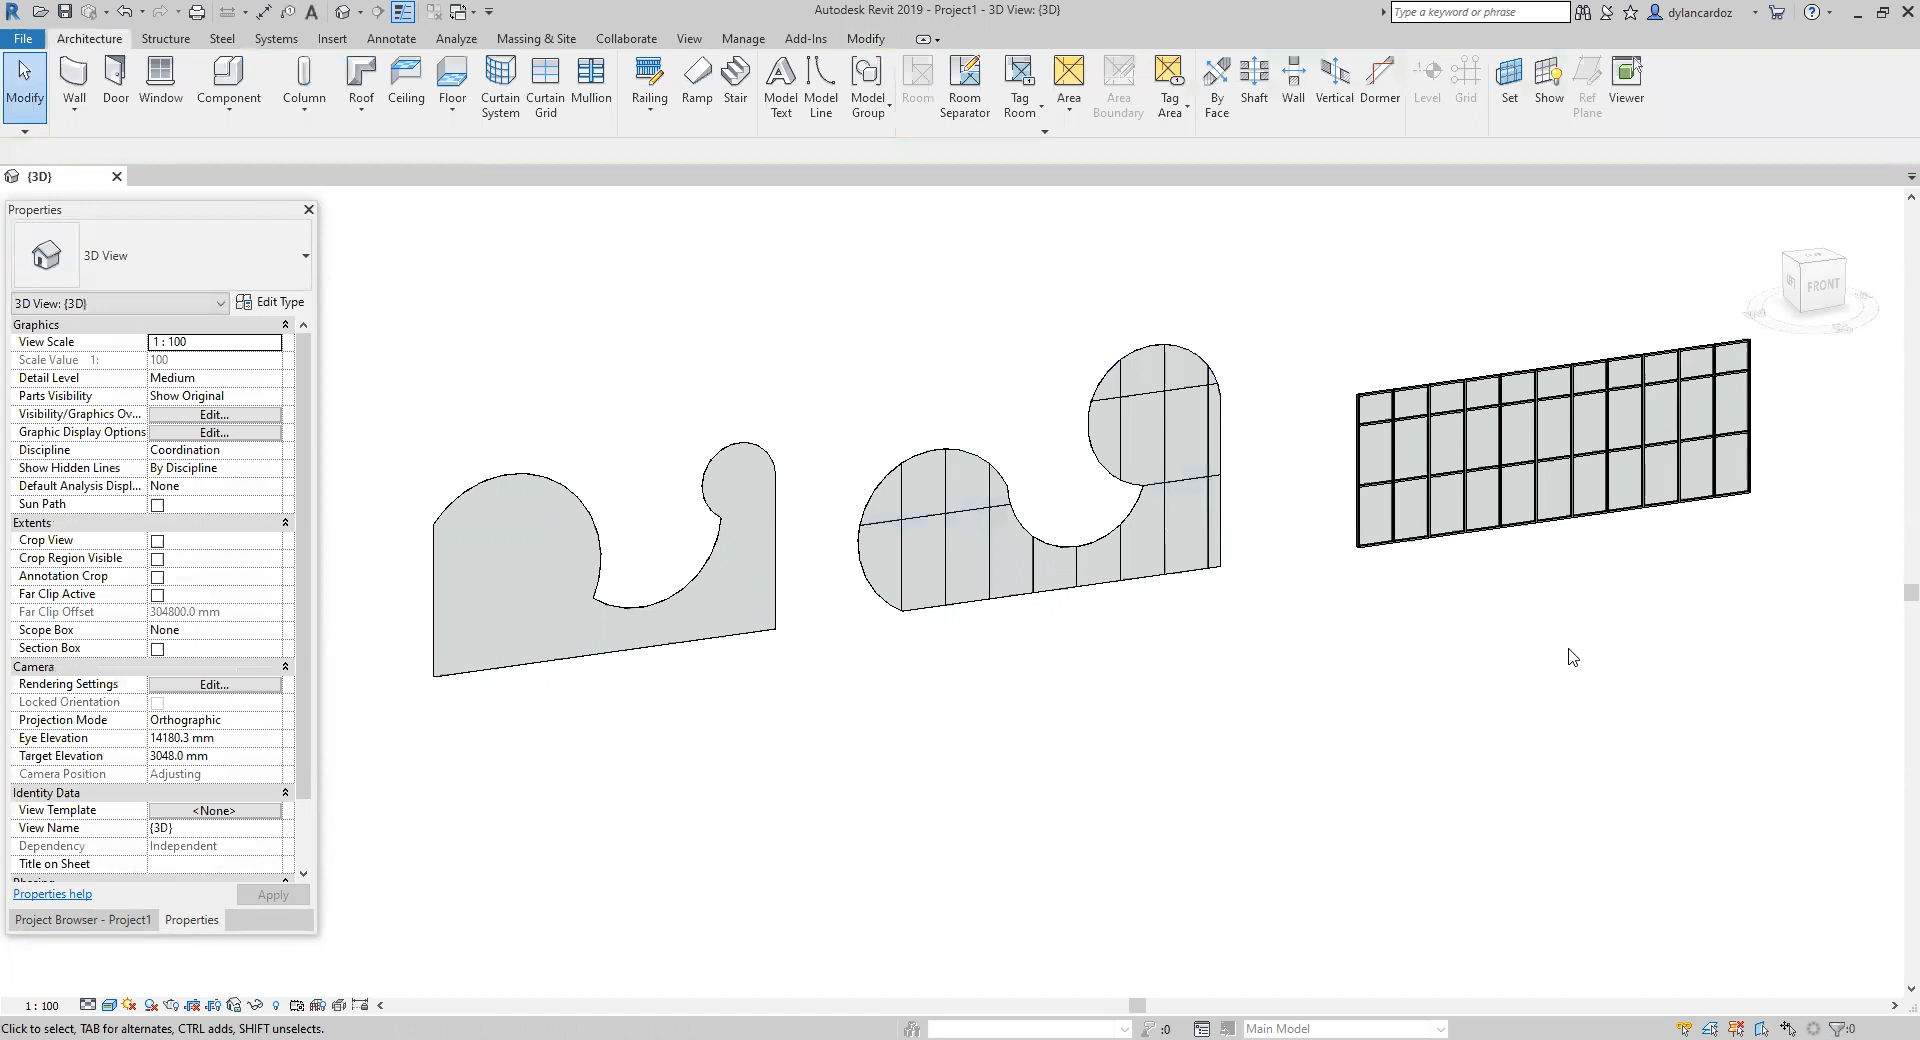 Autodesk Revit 2019 - Project1 - 3D View: {3D}
Type a keyword or phrase
dylancardoz
File Architecture Structure Steel Systems Insert Annotate Analyze Massing & Site Collaborate View Manage Add-Ins Modify
Modify
Wall
Door
Window
Component
Column
Roof
Ceiling
Floor
Curtain System
Curtain Grid
Mullion
Railing
Ramp
Stair
Model Text
Model Line
Model Group
Room
Room Separator
Tag Room
Area
Area Boundary
Tag Area
By Face
Shaft
Wall
Vertical
Dormer
Level
Grid
Set
Show
Ref Plane
Viewer
{3D}
Properties
3D View
3D View: {3D} Edit Type
Graphics
View Scale 1 : 100
Scale Value 1: 100
Detail Level Medium
Parts Visibility Show Original
Visibility/Graphics Ov... Edit...
Graphic Display Options Edit...
Discipline Coordination
Show Hidden Lines By Discipline
Default Analysis Displ... None
Sun Path
Extents
Crop View
Crop Region Visible
Annotation Crop
Far Clip Active
Far Clip Offset 304800.0 mm
Scope Box None
Section Box
Camera
Rendering Settings Edit...
Locked Orientation
Projection Mode Orthographic
Eye Elevation 14180.3 mm
Target Elevation 3048.0 mm
Camera Position Adjusting
Identity Data
View Template <None>
View Name {3D}
Dependency Independent
Title on Sheet
Properties help Apply
Project Browser - Project1 Properties
FRONT
1 : 100
Click to select, TAB for alternates, CTRL adds, SHIFT unselects.
:0
Main Model
:0